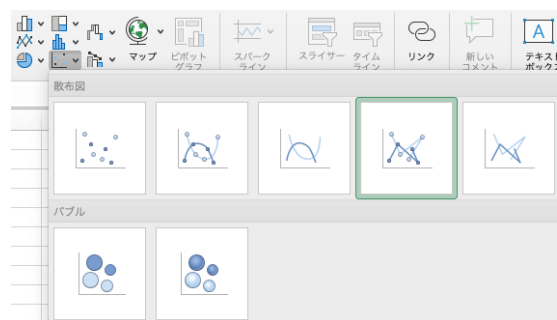 マップ
ピボット
グラフ
スパーク
ライン
スライサー
タイム
ライン
リンク
新しい
コメント
A
テキスト
ボックス
散布図
バブル